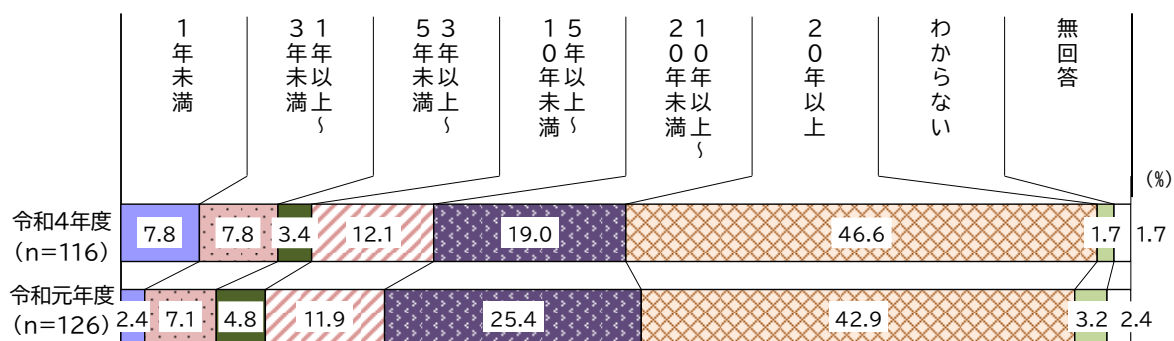 1年未満
1年以上~
3年未満
3年以上~
5年未満
5年以上~
10年未満
10年以上~
20年未満
20年以上
わからない
無回答
(%)
令和4年度
(n=116)
7.8 7.8 3.4 12.1 19.0 46.6 1.7 1.7
令和元年度
(n=126)
2.4 7.1 4.8 11.9 25.4 42.9 3.2 2.4